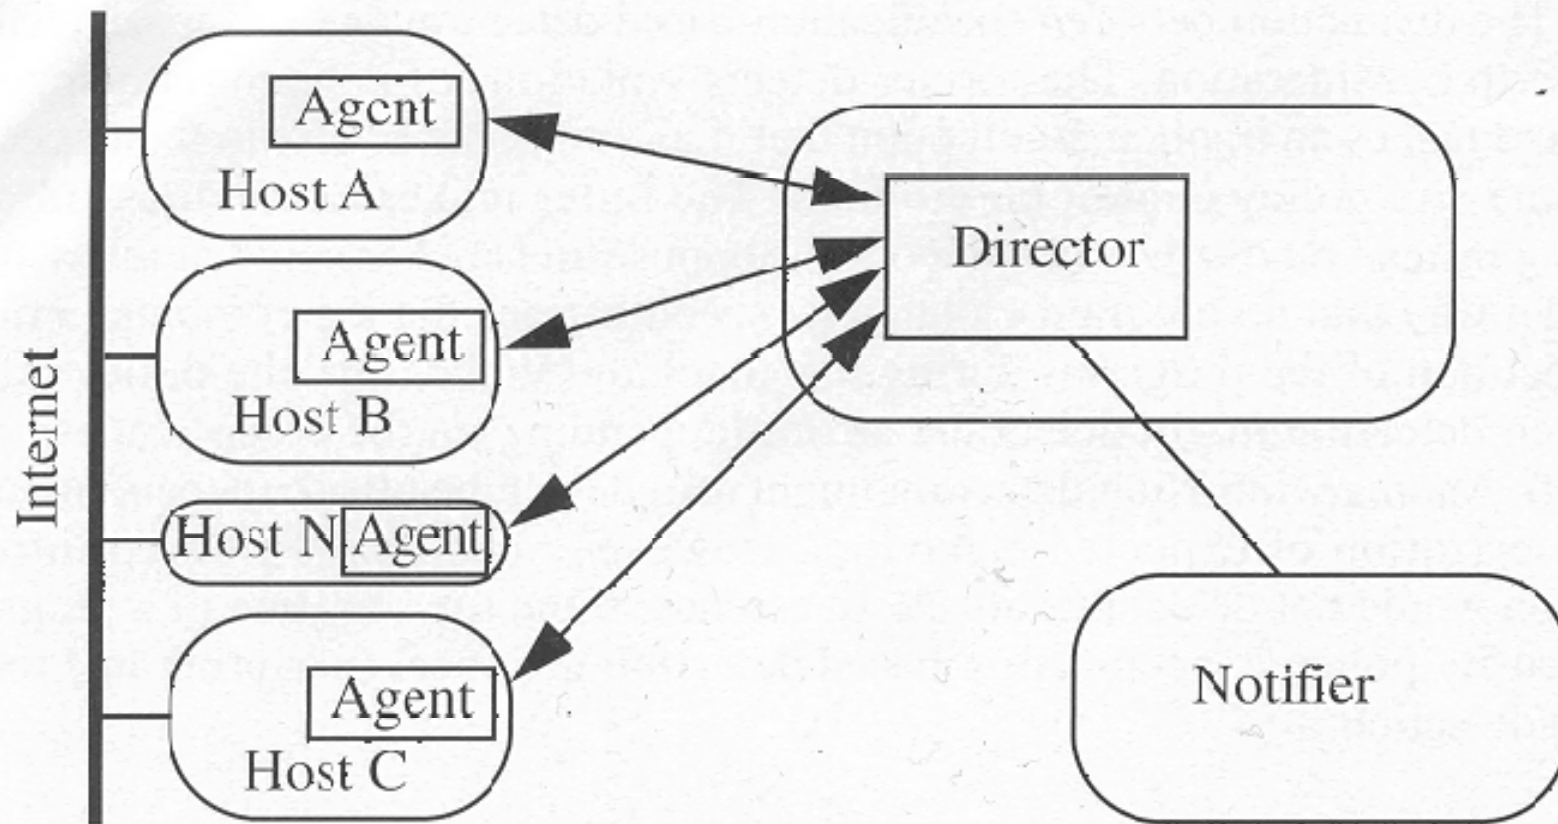 Internet
Agent
Host A
Agent
Host B
Host N Agent
Agent
Host C
Director
Notifier